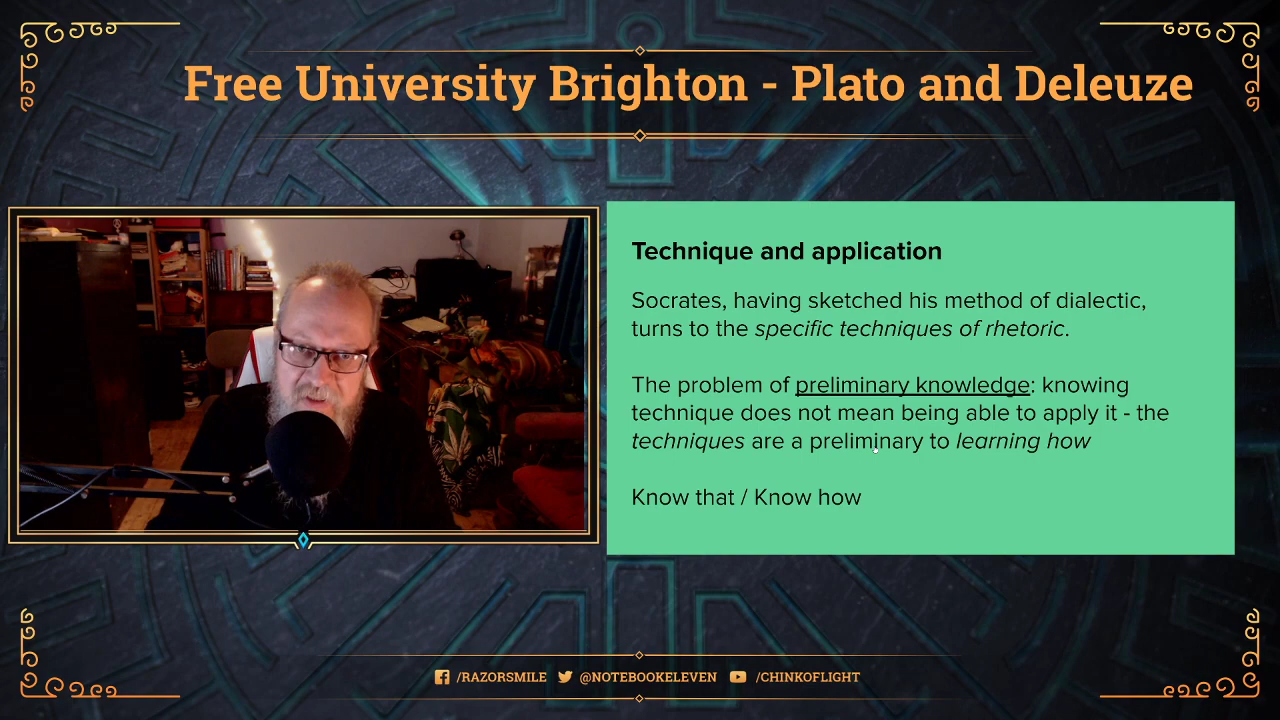 Free University Brighton - Plato and Deleuze
Technique and application
Socrates, having sketched his method of dialectic,
turns to the specific techniques of rhetoric.
The problem of preliminary knowledge: knowing
technique does not mean being able to apply it - the
techniques are a preliminary to learning how
Know that / Know how
/RAZORSMILE @NOTEBOOKELEVEN /CHINKOFLIGHT